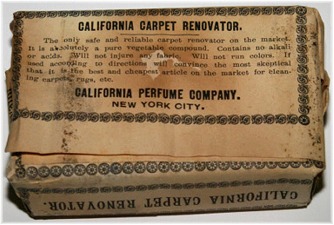 CALIFORNIA CARPET RENOVATOR.
The only safe and reliable carpet renovator on the market.
It is absolutely a pure vegetable compound. Contains no alkali
or acids. Will not injure any fabric. Will not run colors. If
used according to directions will convince the most skeptical
that it is the best and cheapest article on the market for clean-
ing carpets, rugs, etc.
CALIFORNIA PERFUME COMPANY.
NEW YORK CITY.
CALIFORNIA CARPET RENOVATOR.